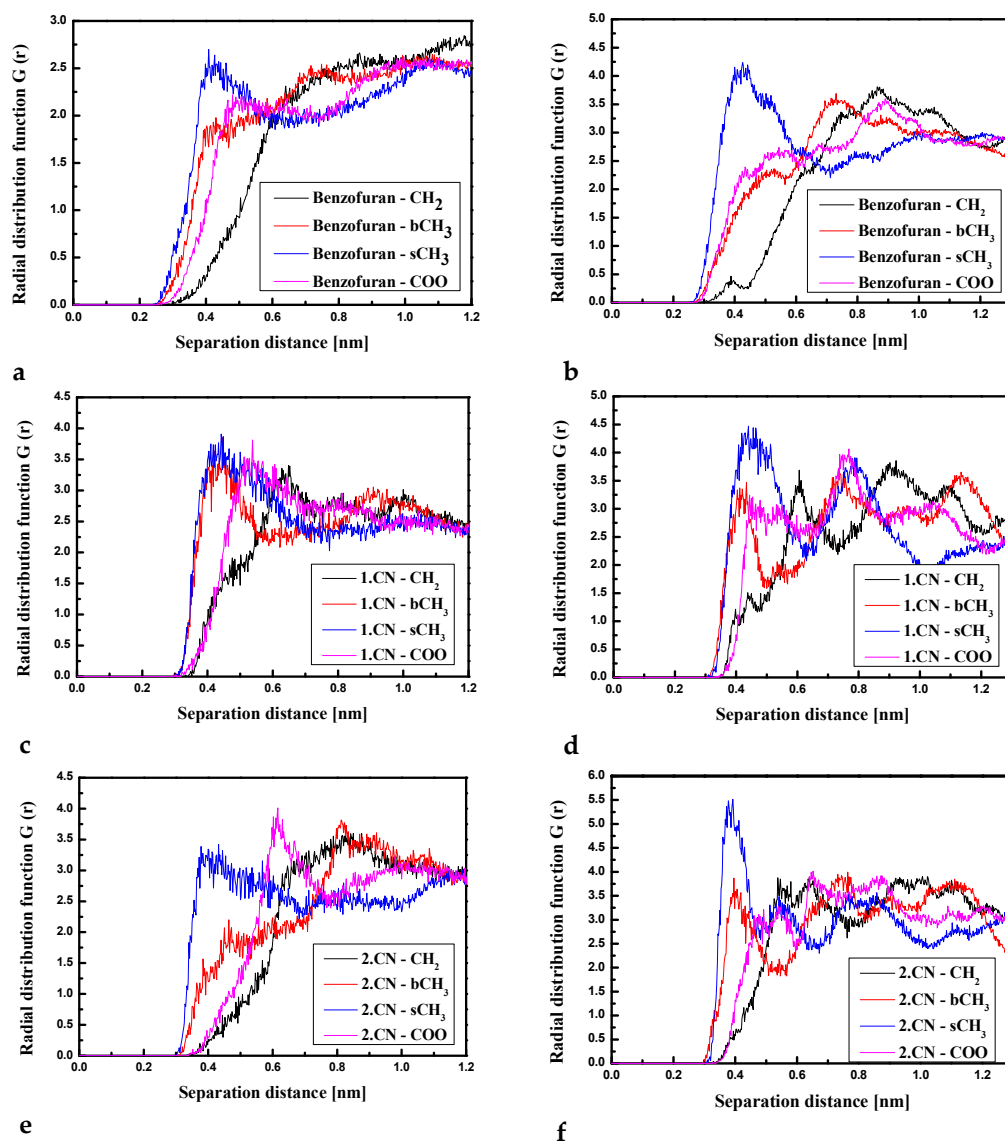 3.0
2.5
2.0
1.5
1.0
0.5
0.0
Radial distribution function G (r)
Benzofuran - CH2
Benzofuran - bCH3
Benzofuran - sCH3
Benzofuran - COO
0.0 0.2 0.4 0.6 0.8 1.0 1.2
Separation distance [nm]
a
5.0
4.5
4.0
3.5
3.0
2.5
2.0
1.5
1.0
0.5
0.0
Radial distribution function G (r)
Benzofuran - CH2
Benzofuran - bCH3
Benzofuran - sCH3
Benzofuran - COO
0.0 0.2 0.4 0.6 0.8 1.0 1.2
Separation distance [nm]
b
4.5
4.0
3.5
3.0
2.5
2.0
1.5
1.0
0.5
0.0
Radial distribution function G (r)
1.CN - CH2
1.CN - bCH3
1.CN - sCH3
1.CN - COO
0.0 0.2 0.4 0.6 0.8 1.0 1.2
Separation distance [nm]
c
5.0
4.5
4.0
3.5
3.0
2.5
2.0
1.5
1.0
0.5
0.0
Radial distribution function G (r)
1.CN - CH2
1.CN - bCH3
1.CN - sCH3
1.CN - COO
0.0 0.2 0.4 0.6 0.8 1.0 1.2
Separation distance [nm]
d
4.5
4.0
3.5
3.0
2.5
2.0
1.5
1.0
0.5
0.0
Radial distribution function G (r)
2.CN - CH2
2.CN - bCH3
2.CN - sCH3
2.CN - COO
0.0 0.2 0.4 0.6 0.8 1.0 1.2
Separation distance [nm]
e
6.0
5.5
5.0
4.5
4.0
3.5
3.0
2.5
2.0
1.5
1.0
0.5
0.0
Radial distribution function G (r)
2.CN - CH2
2.CN - bCH3
2.CN - sCH3
2.CN - COO
0.0 0.2 0.4 0.6 0.8 1.0 1.2
Separation distance [nm]
f